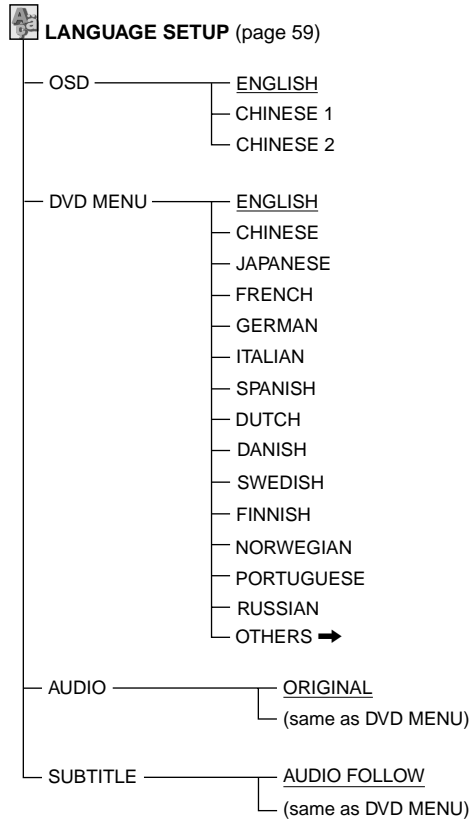 LANGUAGE SETUP (page 59)
OSD
ENGLISH
CHINESE 1
CHINESE 2
DVD MENU
ENGLISH
CHINESE
JAPANESE
FRENCH
GERMAN
ITALIAN
SPANISH
DUTCH
DANISH
SWEDISH
FINNISH
NORWEGIAN
PORTUGUESE
RUSSIAN
OTHERS ➡
AUDIO
ORIGINAL
(same as DVD MENU)
SUBTITLE
AUDIO FOLLOW
(same as DVD MENU)